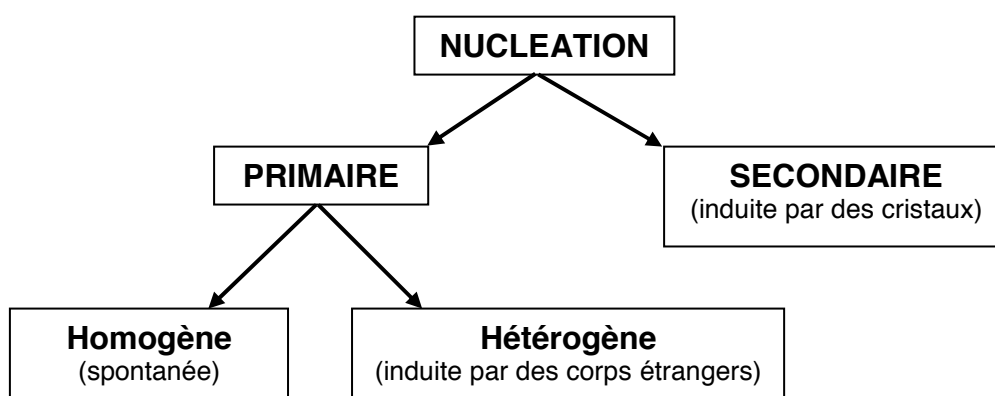 NUCLEATION
PRIMAIRE
SECONDAIRE
(induite par des cristaux)
Homogène
(spontanée)
Hétérogène
(induite par des corps étrangers)